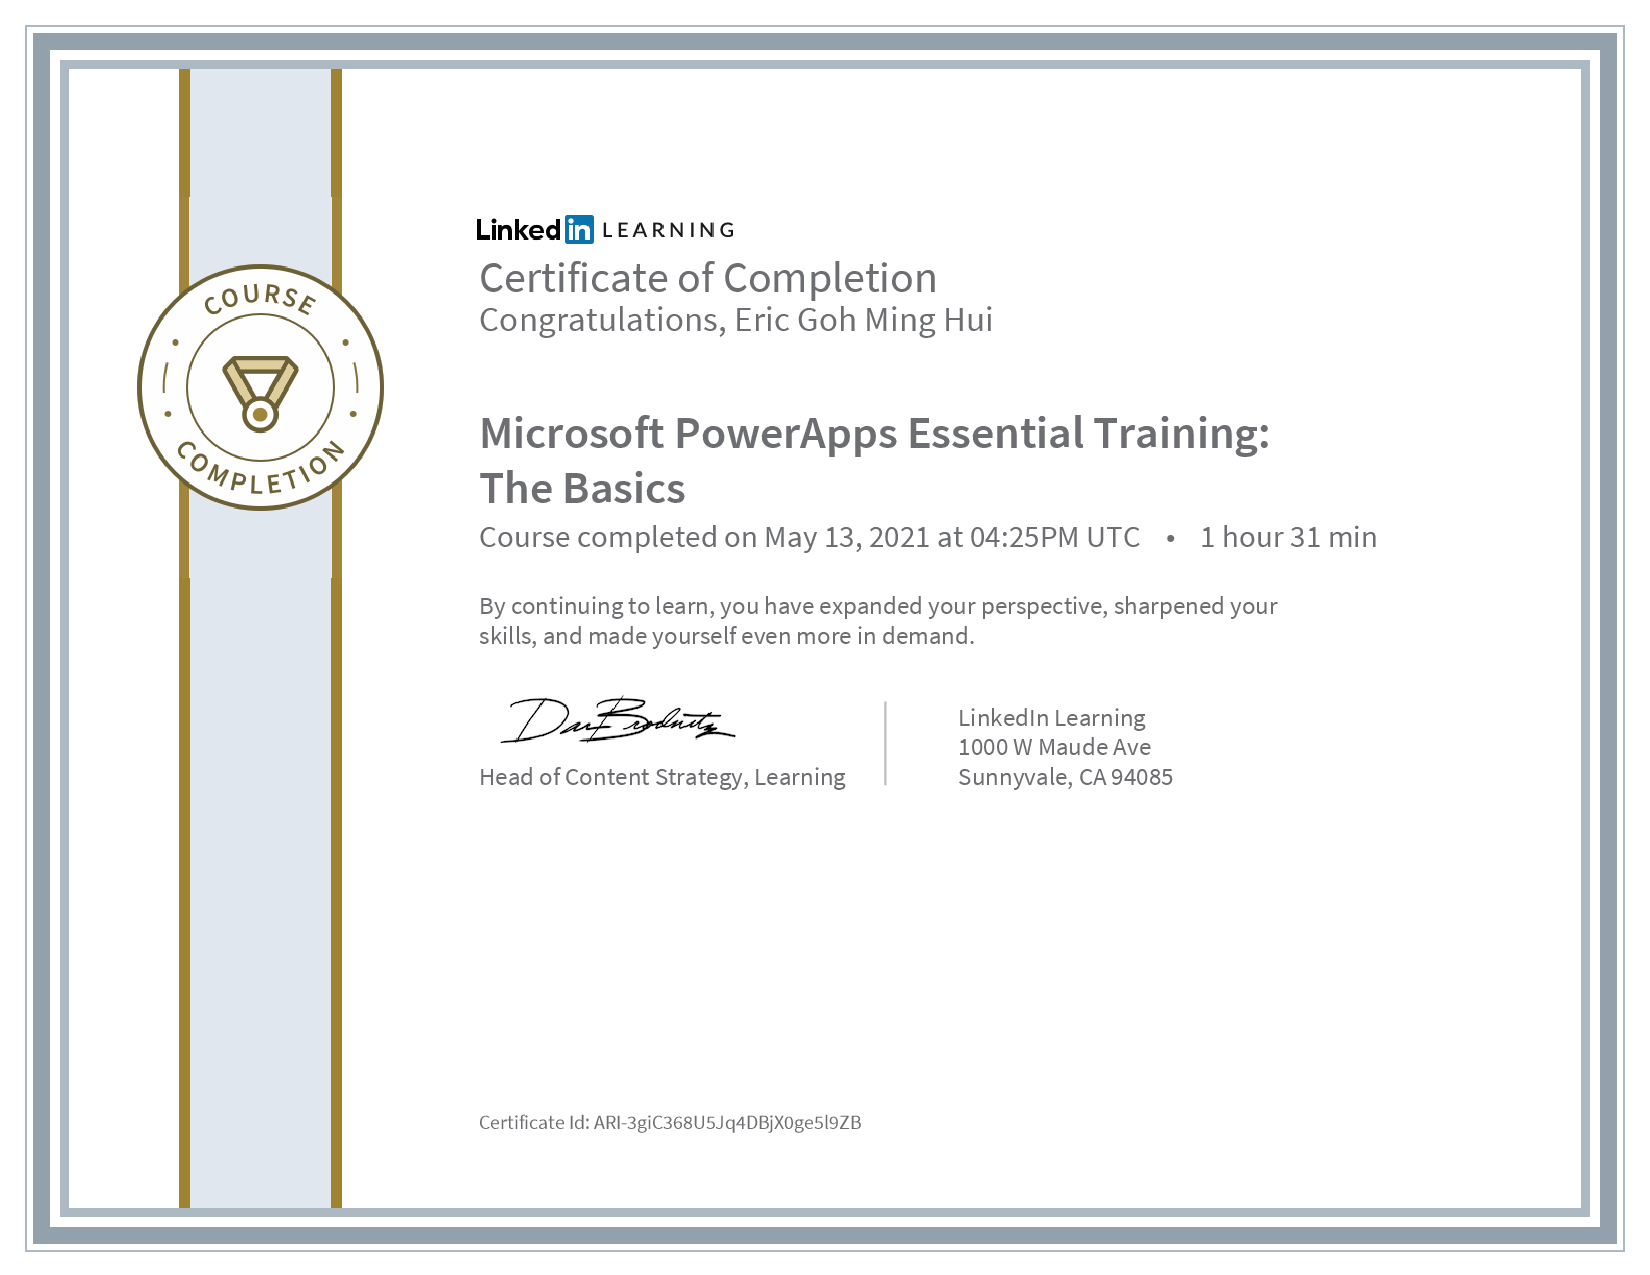 COURSE
COMPLETION
Linked in LEARNING
Certificate of Completion
Congratulations, Eric Goh Ming Hui
Microsoft PowerApps Essential Training:
The Basics
Course completed on May 13, 2021 at 04:25PM UTC • 1 hour 31 min
By continuing to learn, you have expanded your perspective, sharpened your
skills, and made yourself even more in demand.
Dan Brodnitz
Head of Content Strategy, Learning
LinkedIn Learning
1000 W Maude Ave
Sunnyvale, CA 94085
Certificate Id: ARI-3giC368U5Jq4DBjX0ge5l9ZB